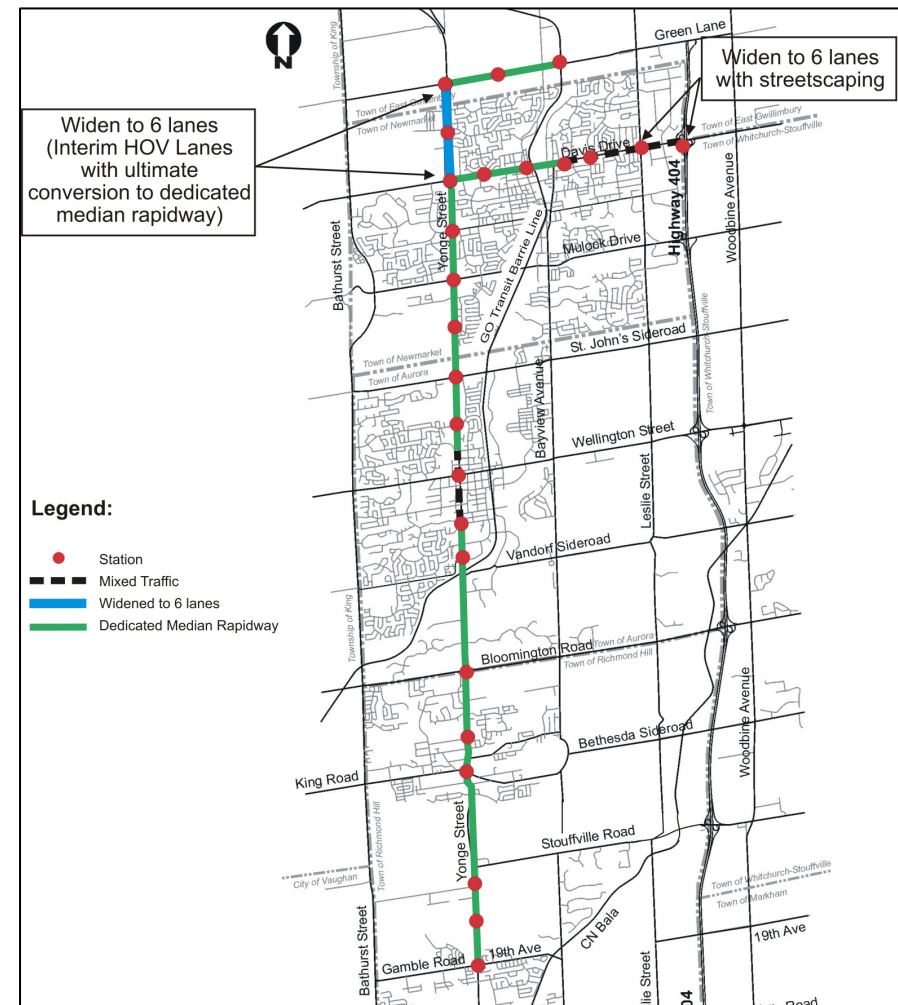 N
Green Lane
Township of King
Widen to 6 lanes
with streetscaping
Widen to 6 lanes
(Interim HOV Lanes
with ultimate
conversion to dedicated
median rapidway)
Town of East Gwillimbury
Town of Newmarket
Town of East Gwillimbury
Town of Whitchurch-Stouffville
Davis Drive
Yonge Street
Bathurst Street
GO Transit Barrie Line
Mulock Drive
Highway 404
Woodbine Avenue
Town of Whitchurch-Stouffville
St. John's Sideroad
Town of Newmarket
Town of Aurora
Bayview Avenue
Wellington Street
Leslie Street
Vandorf Sideroad
Legend:
Station
Mixed Traffic
Widened to 6 lanes
Dedicated Median Rapidway
Township of King
Bloomington Road
Town of Aurora
Town of Richmond Hill
Bethesda Sideroad
Woodbine Avenue
King Road
Yonge Street
Stouffville Road
Town of Richmond Hill
City of Vaughan
Town of Whitchurch-Stouffville
Town of Markham
CN Bala
Bathurst Street
Gamble Road
19th Ave
19th Ave
lie Street
04
Road